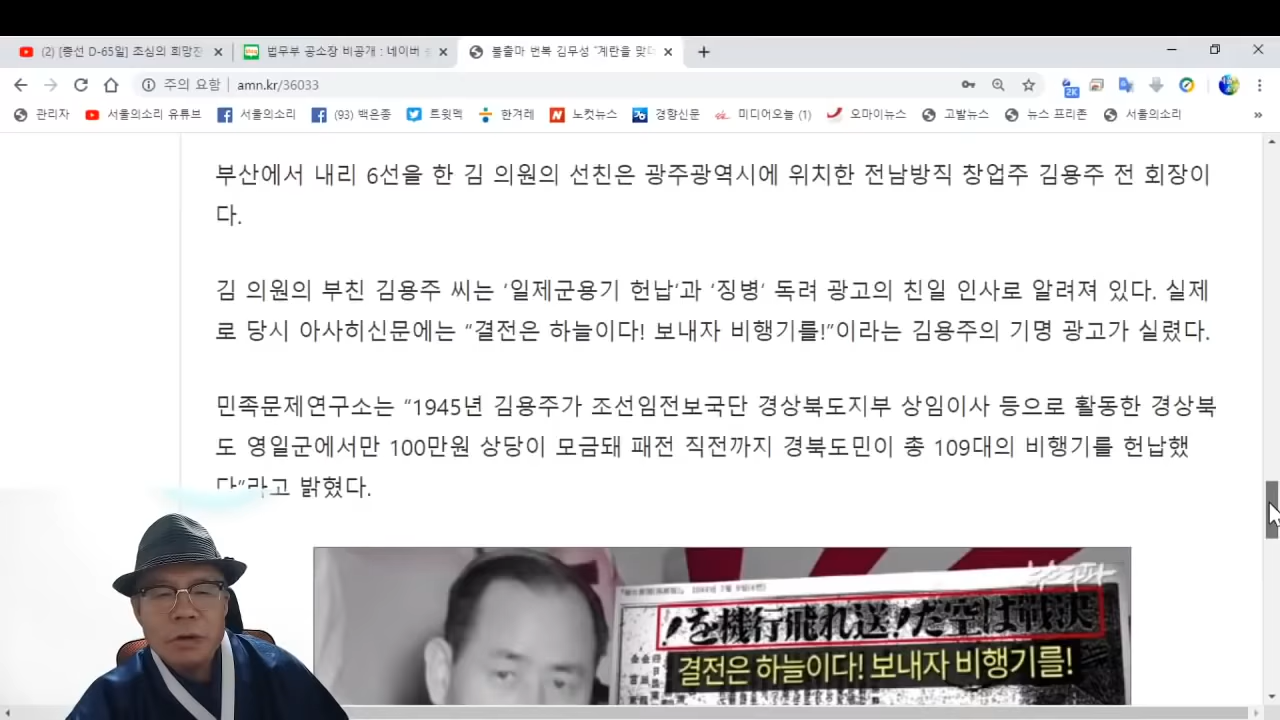 (2) [총선 D-65일] 조심의 희망전
법무부 공소장 비공개 : 네이버
불출마 번복 김무성 "계란을 맞더
주의 요함
amn.kr/36033
2K
관리자
서울의소리 유튜브
서울의소리
(93) 백은종
트윗덱
한겨레
노컷뉴스
경향신문
미디어오늘 (1)
오마이뉴스
고발뉴스
뉴스 프리존
서울의소리
부산에서 내리 6선을 한 김 의원의 선친은 광주광역시에 위치한 전남방직 창업주 김용주 전 회장이
다.
김 의원의 부친 김용주 씨는 '일제군용기 헌납'과 '징병' 독려 광고의 친일 인사로 알려져 있다. 실제
로 당시 아사히신문에는 "결전은 하늘이다! 보내자 비행기를!"이라는 김용주의 기명 광고가 실렸다.
민족문제연구소는 "1945년 김용주가 조선임전보국단 경상북도지부 상임이사 등으로 활동한 경상북
도 영일군에서만 100만원 상당이 모금돼 패전 직전까지 경북도민이 총 109대의 비행기를 헌납했
다"라고 밝혔다.
뉴스타파
!を機行飛れ送!だ空は戦決
결전은 하늘이다! 보내자 비행기를!